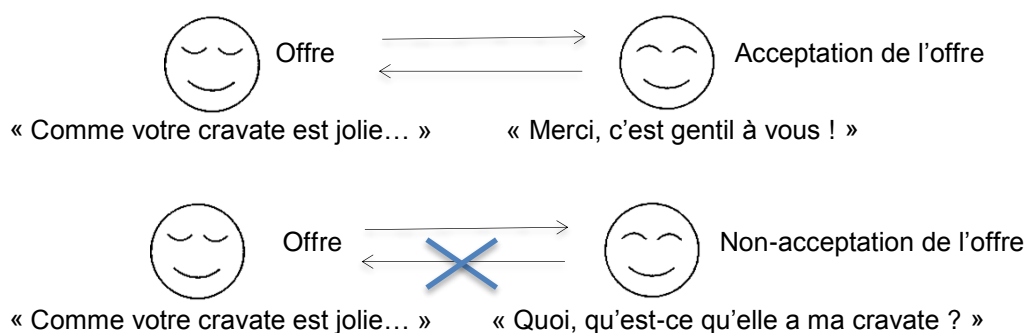 Offre Acceptation de l’offre
« Comme votre cravate est jolie… » « Merci, c’est gentil à vous ! »
Offre Non-acceptation de l’offre
« Comme votre cravate est jolie… » « Quoi, qu’est-ce qu’elle a ma cravate ? »